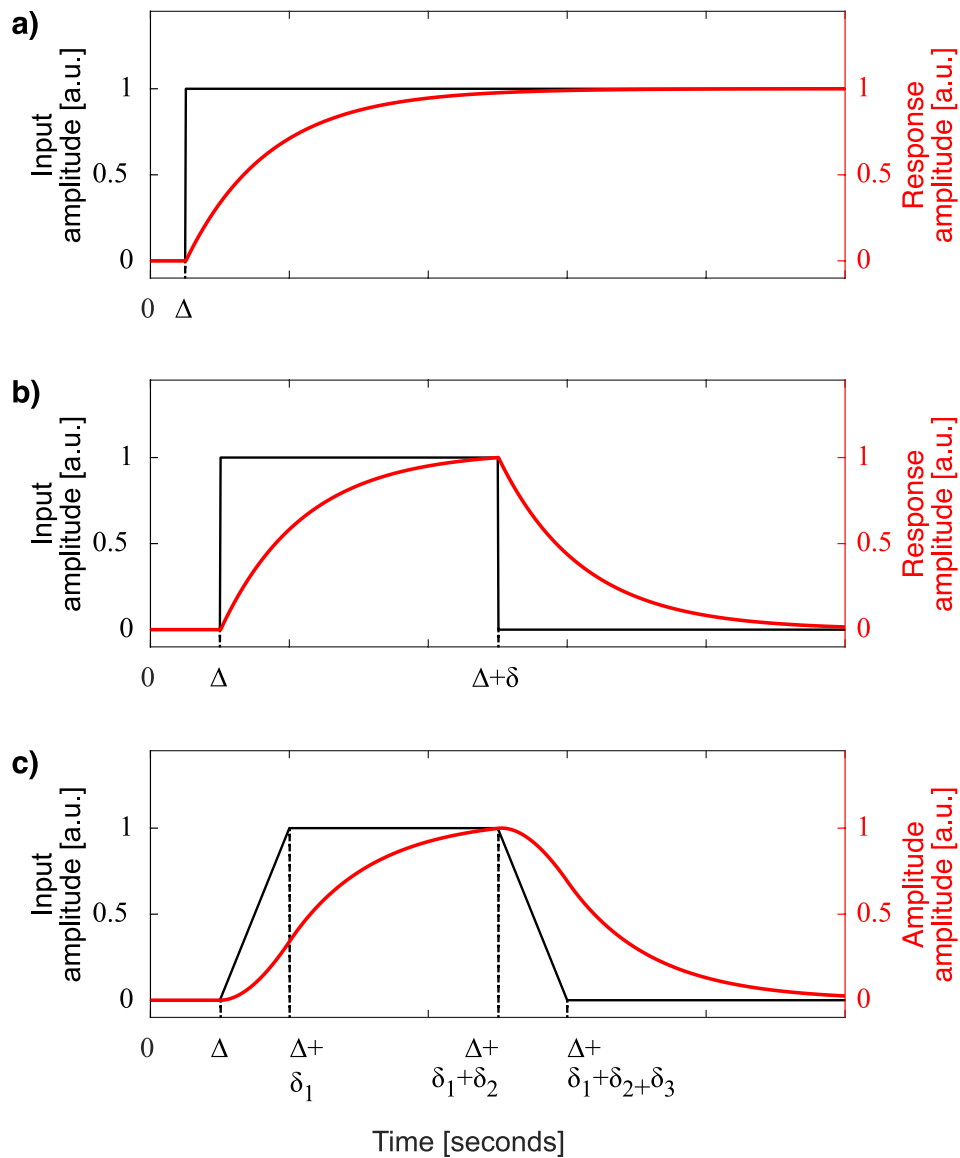 a)
Input
amplitude [a.u.]
1
0.5
0
Response
amplitude [a.u.]
1
0.5
0
0 Δ
b)
Input
amplitude [a.u.]
1
0.5
0
Response
amplitude [a.u.]
1
0.5
0
0 Δ Δ+δ
c)
Input
amplitude [a.u.]
1
0.5
0
Amplitude
amplitude [a.u.]
1
0.5
0
0 Δ Δ+ Δ+ Δ+
δ₁ δ₁+δ₂ δ₁+δ₂₊δ₃
Time [seconds]